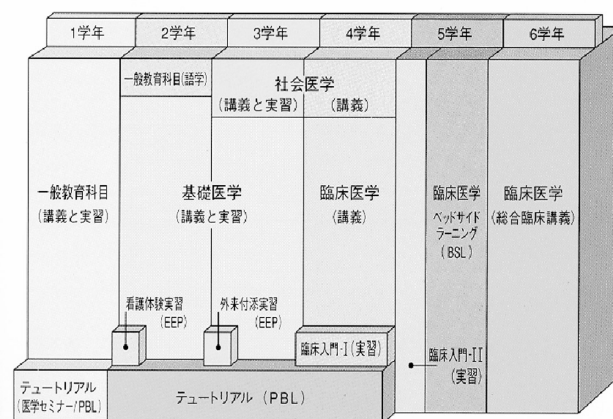 1学年
2学年
3学年
4学年
5学年
6学年
一般教育科目(語学)
社会医学
(講義と実習)
(講義)
一般教育科目
(講義と実習)
基礎医学
(講義と実習)
臨床医学
(講義)
臨床医学
ベッドサイド
ラーニング
(BSL)
臨床医学
(総合臨床講義)
看護体験実習
(EEP)
外来付添実習
(EEP)
臨床入門-I(実習)
臨床入門-II
(実習)
テュートリアル
(医学セミナー/PBL)
テュートリアル(PBL)